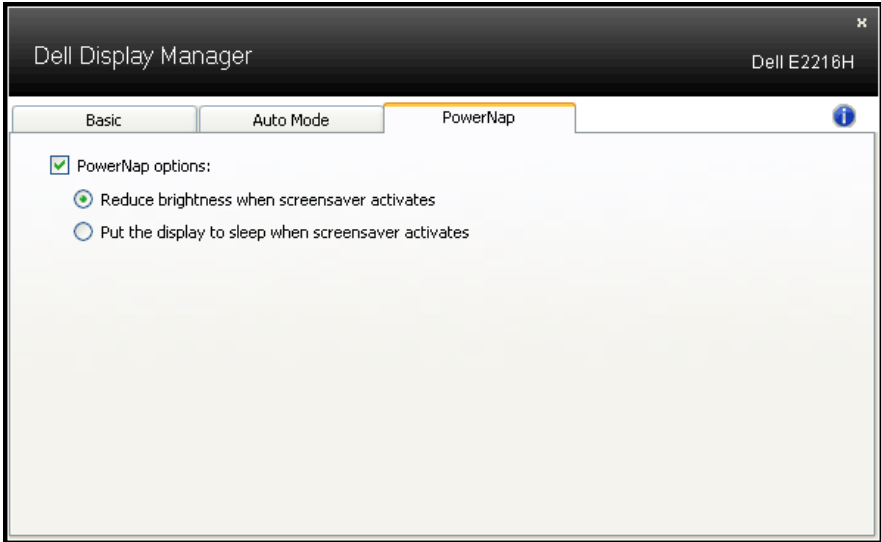 Dell Display Manager
Dell E2216H
Basic
Auto Mode
PowerNap
PowerNap options:
Reduce brightness when screensaver activates
Put the display to sleep when screensaver activates